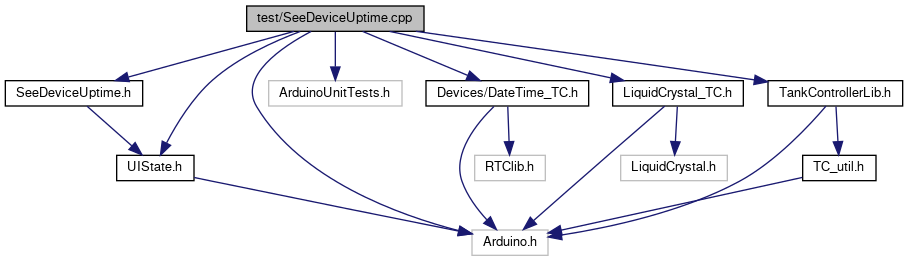 test/SeeDeviceUptime.cpp
SeeDeviceUptime.h
ArduinoUnitTests.h
Devices/DateTime_TC.h
LiquidCrystal_TC.h
TankControllerLib.h
UIState.h
RTClib.h
LiquidCrystal.h
TC_util.h
Arduino.h